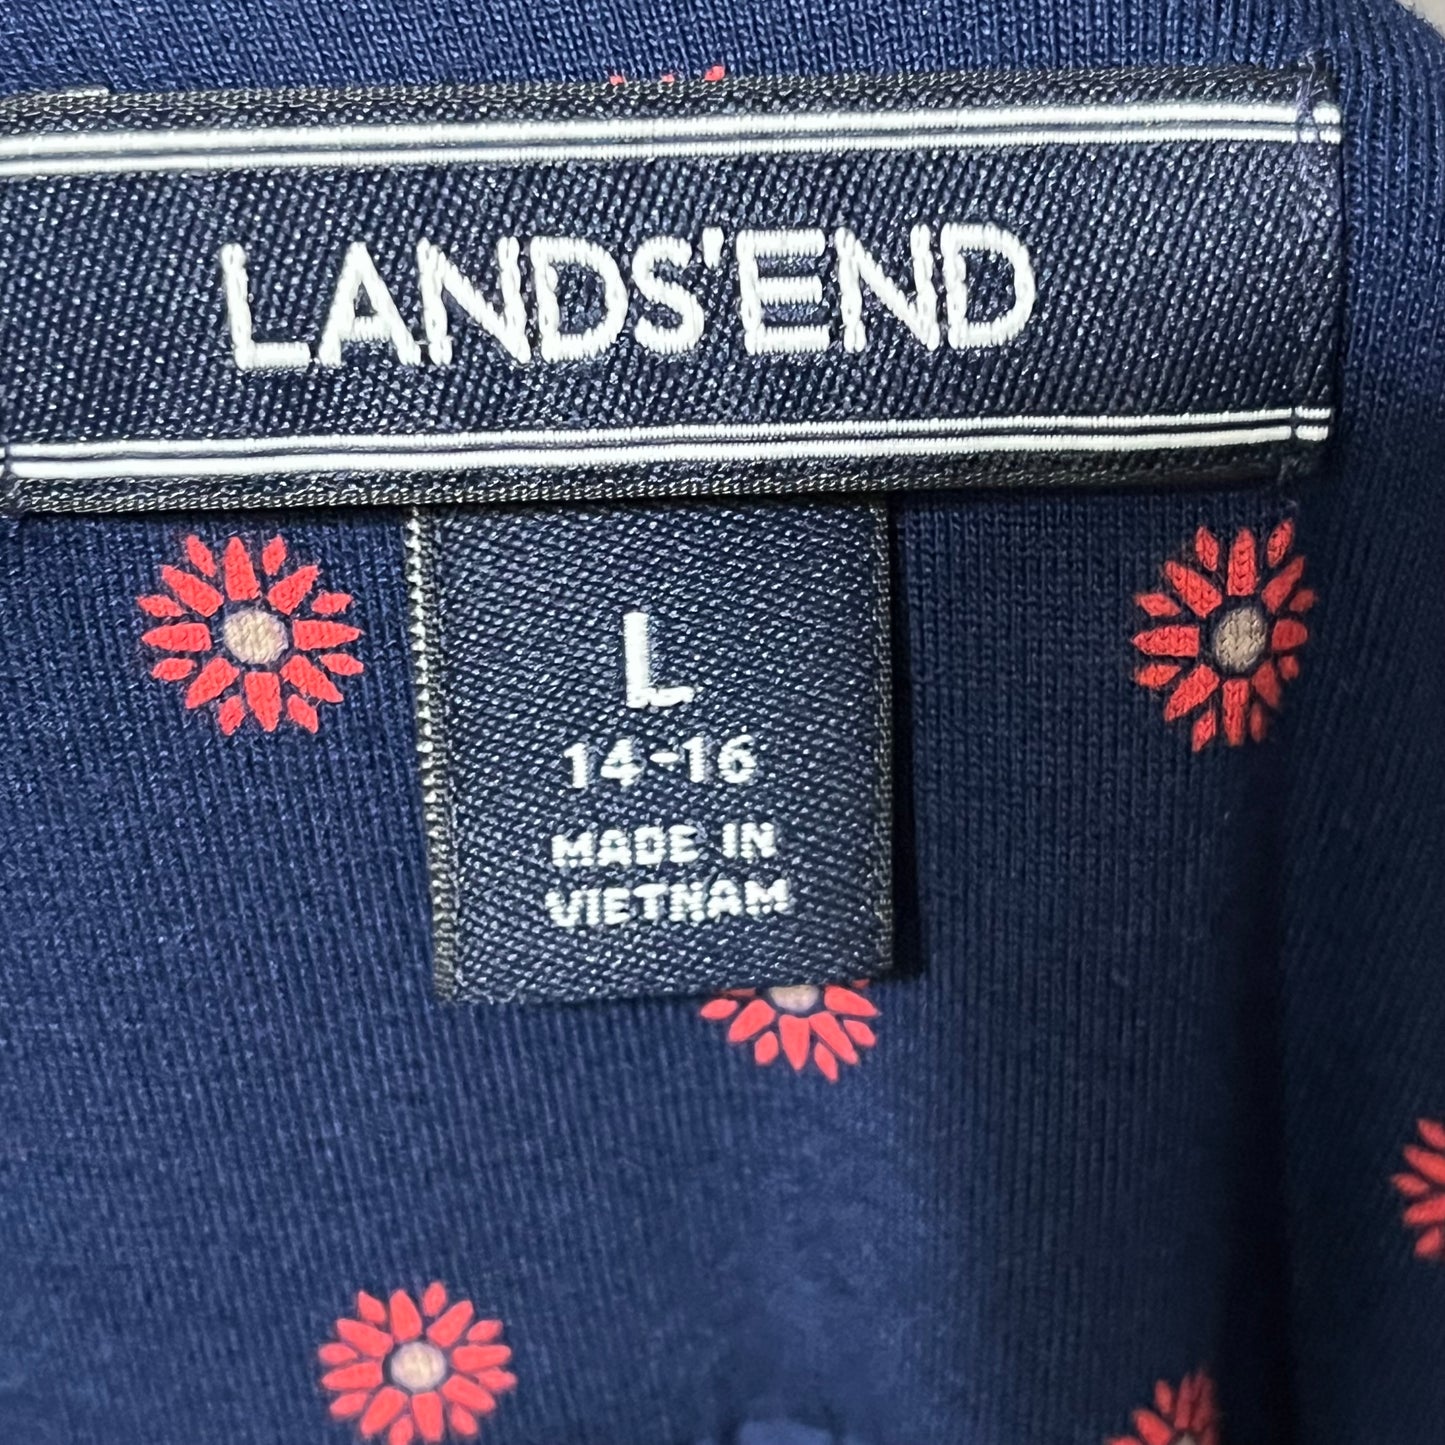 LANDS'END
L
14-16
MADE IN
VIETNAM